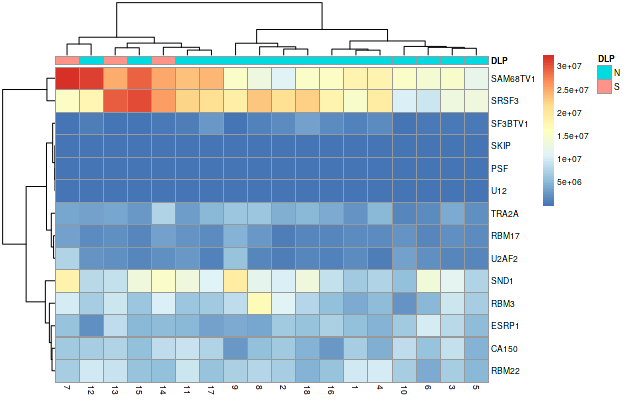 DLP
SAM68TV1
SRSF3
SF3BTV1
SKIP
PSF
U12
TRA2A
RBM17
U2AF2
SND1
RBM3
ESRP1
CA150
RBM22
7 12 13 15 14 11 17 9 8 2 18 16 1 4 10 6 3 5
3e+07
2.5e+07
2e+07
1.5e+07
1e+07
5e+06
DLP
N
S